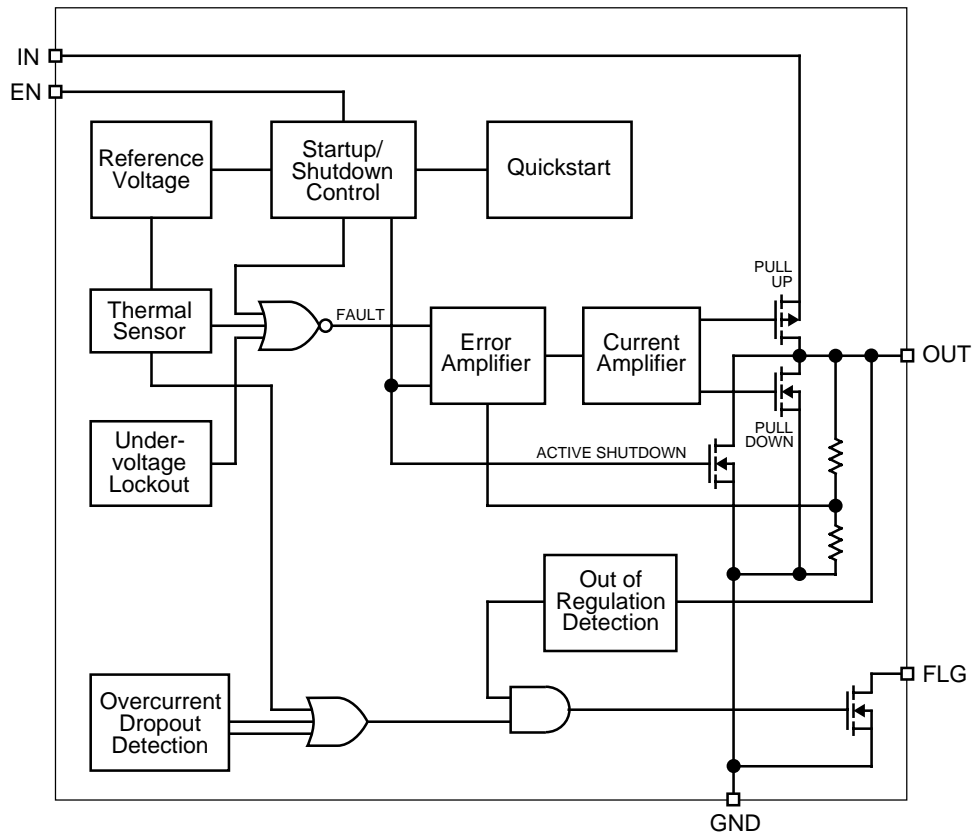 IN
EN
Reference
Voltage
Startup/
Shutdown
Control
Quickstart
PULL
UP
Thermal
Sensor
FAULT
Error
Amplifier
Current
Amplifier
OUT
Under-
voltage
Lockout
ACTIVE SHUTDOWN
PULL
DOWN
Out of
Regulation
Detection
Overcurrent
Dropout
Detection
FLG
GND